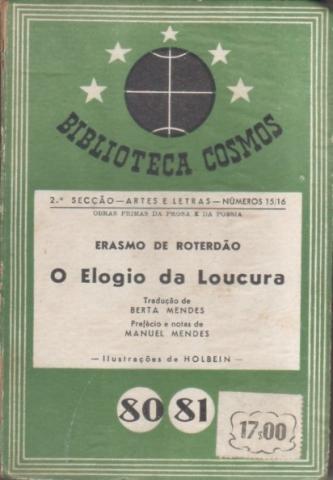 BIBLIOTECA COSMOS
2.ª SECÇÃO — ARTES E LETRAS — NÚMEROS 15/16
OBRAS PRIMAS DA PROSA E DA POESIA
ERASMO DE ROTERDÃO
O Elogio da Loucura
Tradução de
BERTA MENDES
Prefácio e notas de
MANUEL MENDES
— Ilustrações de HOLBEIN —
80 81
17$00